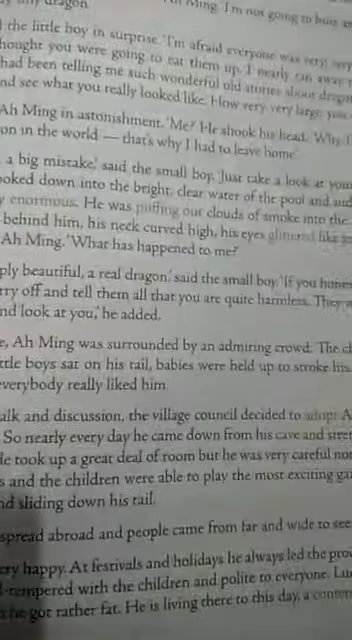 dragon.
Ming. 'I'm not going to hurt
the little boy in surprise. 'I'm afraid everyone was very, very
thought you were going to eat them up. I nearly ran away
had been telling me such wonderful old stories about
nd see what you really looked like. How very, very large you
Ah Ming in astonishment. 'Me?' He shook his head. 'Why, I
on in the world — that's why I had to leave home'
a big mistake,' said the small boy. 'Just take a look at
ooked down into the bright, clear water of the pool and
enormous. He was puffing out clouds of smoke into the
behind him, his neck curved high, his eyes glittered like
Ah Ming. 'What has happened to me?'
ply beautiful, a real dragon,' said the small boy. 'If you
rry off and tell them all that you are quite harmless. They
nd look at you,' he added.
e, Ah Ming was surrounded by an admiring crowd. The
ttle boys sat on his tail, babies were held up to stroke his
everybody really liked him.
alk and discussion, the village council decided to adopt A
So nearly every day he came down from his cave and
He took up a great deal of room but he was very careful
s and the children were able to play the most exciting
nd sliding down his tail.
spread abroad and people came from far and wide to see
ery happy. At festivals and holidays he always led the
-tempered with the children and polite to everyone.
he got rather fat. He is living there to this day, a